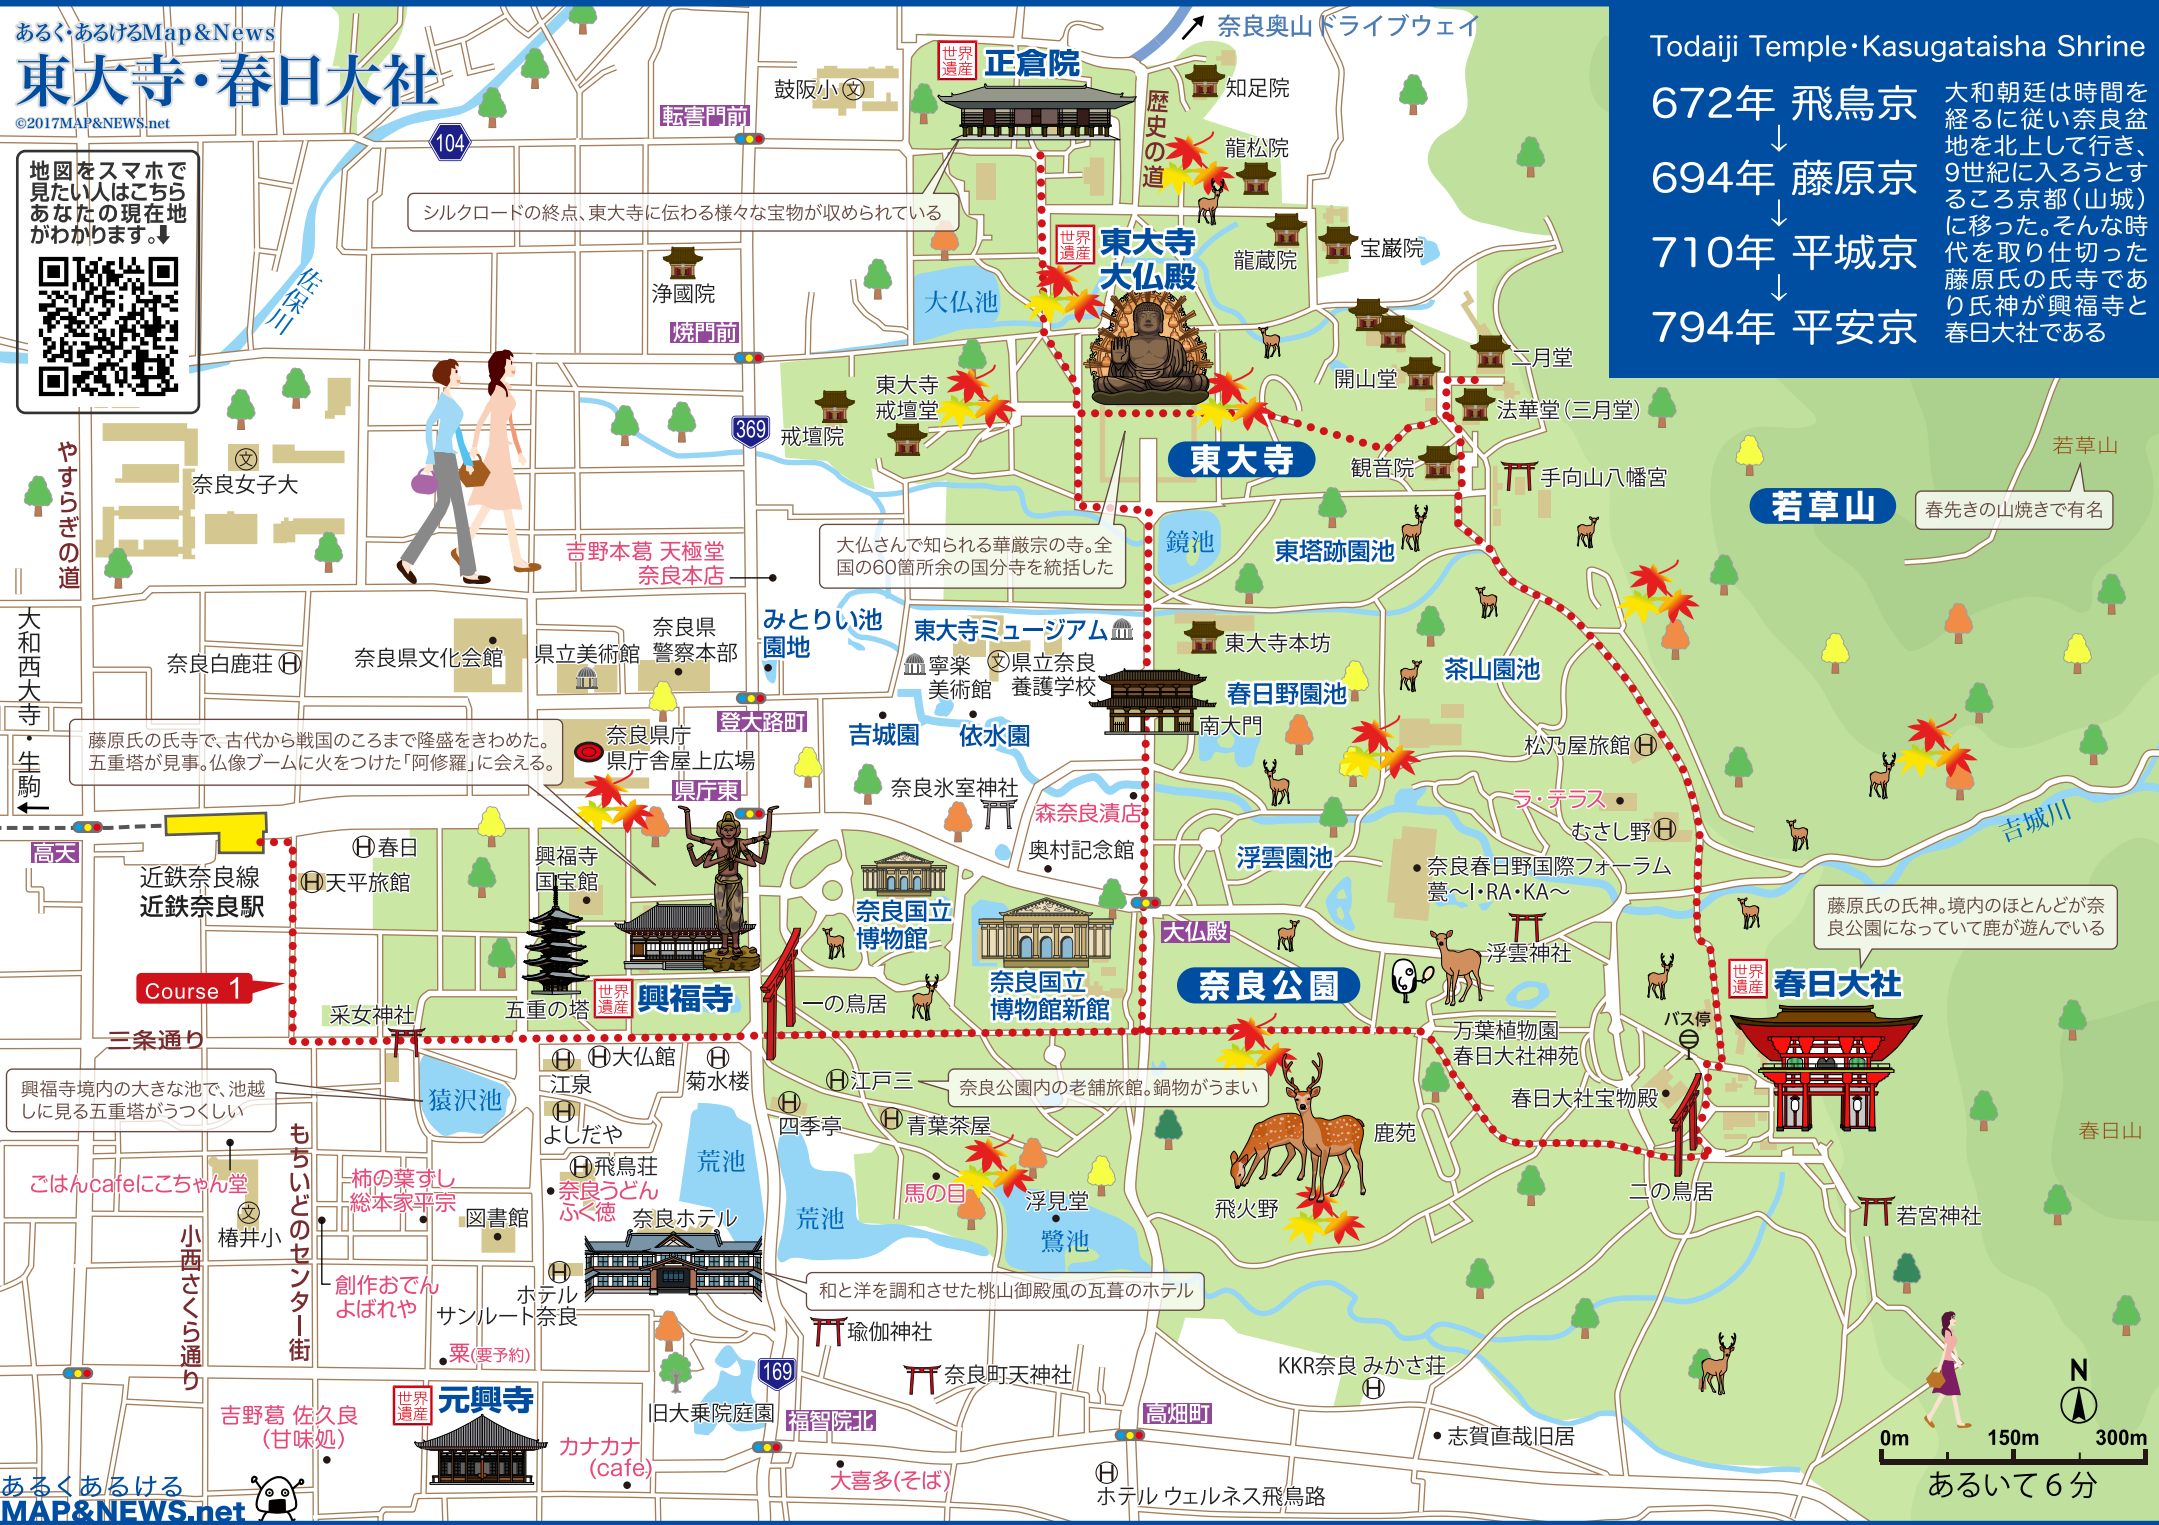 あるく・あるけるMap&News
東大寺・春日大社
©2017MAP&NEWS.net
地図をスマホで
見たい人はこちら
あなたの現在地
がわかります。⬇
Todaiji Temple・Kasugataisha Shrine
672年 飛鳥京
↓
694年 藤原京
↓
710年 平城京
↓
794年 平安京
大和朝廷は時間を
経るに従い奈良盆
地を北上して行き、
9世紀に入ろうとす
るころ京都（山城）
に移った。そんな時
代を取り仕切った
藤原氏の氏寺であ
り氏神が興福寺と
春日大社である
奈良奥山ドライブウェイ
世界
遺産
正倉院
鼓阪小
文
転害門前
104
知足院
歴史の道
龍松院
シルクロードの終点、東大寺に伝わる様々な宝物が収められている
世界
遺産
東大寺
大仏殿
龍蔵院
宝巌院
佐保川
浄國院
大仏池
焼門前
二月堂
開山堂
東大寺
戒壇堂
法華堂（三月堂）
369
戒壇院
東大寺
観音院
手向山八幡宮
若草山
若草山
春先きの山焼きで有名
やすらぎの道
文
奈良女子大
吉野本葛 天極堂
奈良本店
大仏さんで知られる華厳宗の寺。全
国の60箇所余の国分寺を統括した
鏡池
東塔跡園池
大和西大寺・生駒
奈良白鹿荘
H
奈良県文化会館
県立美術館
奈良県
警察本部
みとりい池
園地
東大寺ミュージアム
寧楽
美術館
文
県立奈良
養護学校
東大寺本坊
春日野園池
茶山園池
南大門
登大路町
吉城園
依水園
藤原氏の氏寺で、古代から戦国のころまで隆盛をきわめた。
五重塔が見事。仏像ブームに火をつけた「阿修羅」に会える。
奈良県庁
県庁舎屋上広場
県庁東
奈良氷室神社
森奈良漬店
奥村記念館
松乃屋旅館
H
ラ・テラス
むさし野
H
吉城川
浮雲園池
奈良春日野国際フォーラム
甍～I・RA・KA～
高天
近鉄奈良線
近鉄奈良駅
H
春日
H
天平旅館
興福寺
国宝館
奈良国立
博物館
大仏殿
浮雲神社
藤原氏の氏神。境内のほとんどが奈
良公園になっていて鹿が遊んでいる
Course 1
五重の塔
世界
遺産
興福寺
一の鳥居
奈良国立
博物館新館
奈良公園
世界
遺産
春日大社
采女神社
三条通り
万葉植物園
春日大社神苑
バス停
興福寺境内の大きな池で、池越
しに見る五重塔がうつくしい
猿沢池
H
江泉
H
大仏館
H
菊水楼
H
江戸三
奈良公園内の老舗旅館。鍋物がうまい
春日大社宝物殿
H
よしだや
H
四季亭
H
青葉茶屋
鹿苑
春日山
もちいどのセンター街
ごはんcafeにこちゃん堂
柿の葉ずし
総本家平宗
H
飛鳥荘
奈良うどん
ふく徳
荒池
荒池
馬の目
浮見堂
鷺池
飛火野
二の鳥居
若宮神社
文
椿井小
小西さくら通り
図書館
奈良ホテル
創作おでん
よばれや
H
ホテル
サンルート奈良
和と洋を調和させた桃山御殿風の瓦葺のホテル
瑜伽神社
粟(要予約)
169
奈良町天神社
KKR奈良 みかさ荘
H
世界
遺産
元興寺
旧大乗院庭園
福智院北
高畑町
志賀直哉旧居
吉野葛 佐久良
（甘味処）
カナカナ
(cafe)
大喜多(そば)
H
ホテル ウェルネス飛鳥路
N
0m 150m 300m
あるいて6分
あるくあるける
MAP&NEWS.net